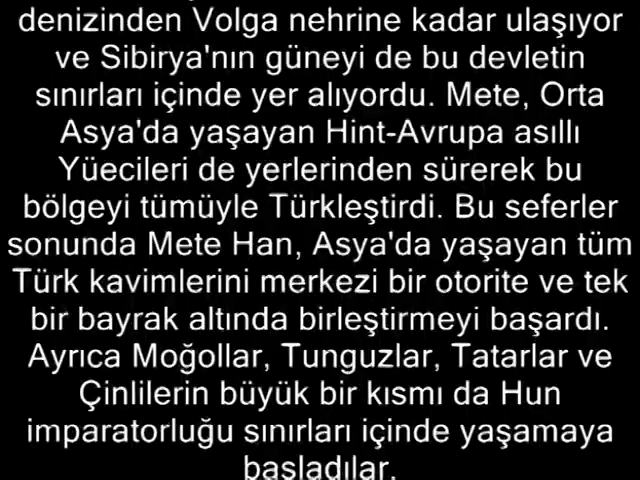 denizinden Volga nehrine kadar ulaşıyor
ve Sibirya'nın güneyi de bu devletin
sınırları içinde yer alıyordu. Mete, Orta
Asya'da yaşayan Hint-Avrupa asıllı
Yüecileri de yerlerinden sürerek bu
bölgeyi tümüyle Türkleştirdi. Bu seferler
sonunda Mete Han, Asya'da yaşayan tüm
Türk kavimlerini merkezi bir otorite ve tek
bir bayrak altında birleştirmeyi başardı.
Ayrıca Moğollar, Tunguzlar, Tatarlar ve
Çinlilerin büyük bir kısmı da Hun
imparatorluğu sınırları içinde yaşamaya
başladılar.